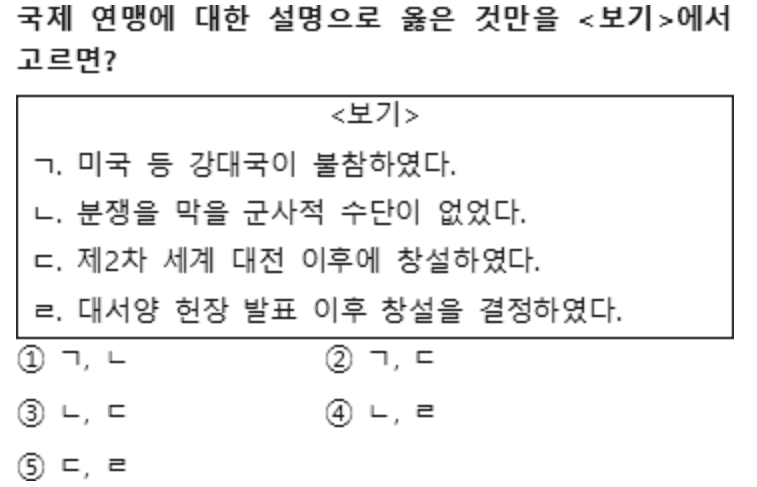 국제 연맹에 대한 설명으로 옳은 것만을 <보기>에서
고르면?
<보기>
ㄱ. 미국 등 강대국이 불참하였다.
ㄴ. 분쟁을 막을 군사적 수단이 없었다.
ㄷ. 제2차 세계 대전 이후에 창설하였다.
ㄹ. 대서양 헌장 발표 이후 창설을 결정하였다.
① ㄱ, ㄴ ② ㄱ, ㄷ
③ ㄴ, ㄷ ④ ㄴ, ㄹ
⑤ ㄷ, ㄹ